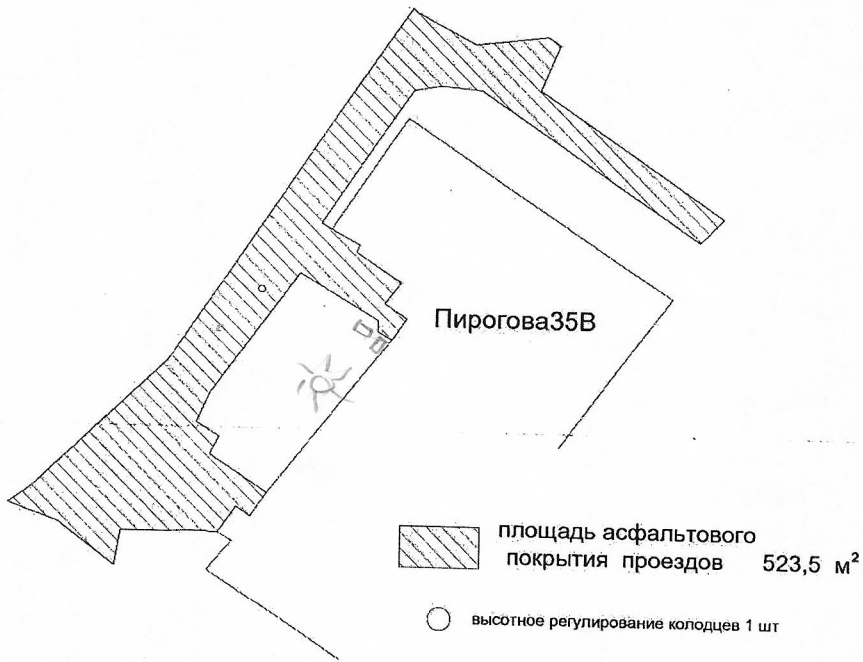 Пирогова35В
площадь асфальтового
покрытия проездов 523,5 м²
высотное регулирование колодцев 1 шт